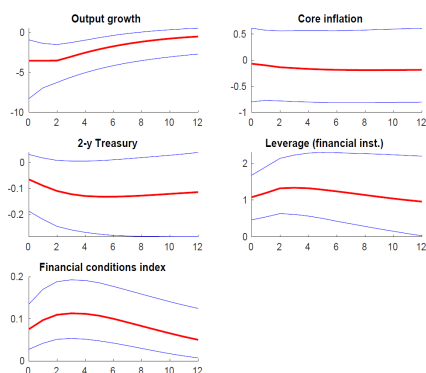 Output growth
0
-5
-10
0 2 4 6 8 10 12
Core inflation
0.5
0
-0.5
-1
0 2 4 6 8 10 12
2-y Treasury
0
-0.1
-0.2
0 2 4 6 8 10 12
Leverage (financial inst.)
2
1
0
0 2 4 6 8 10 12
Financial conditions index
0.2
0.1
0
0 2 4 6 8 10 12